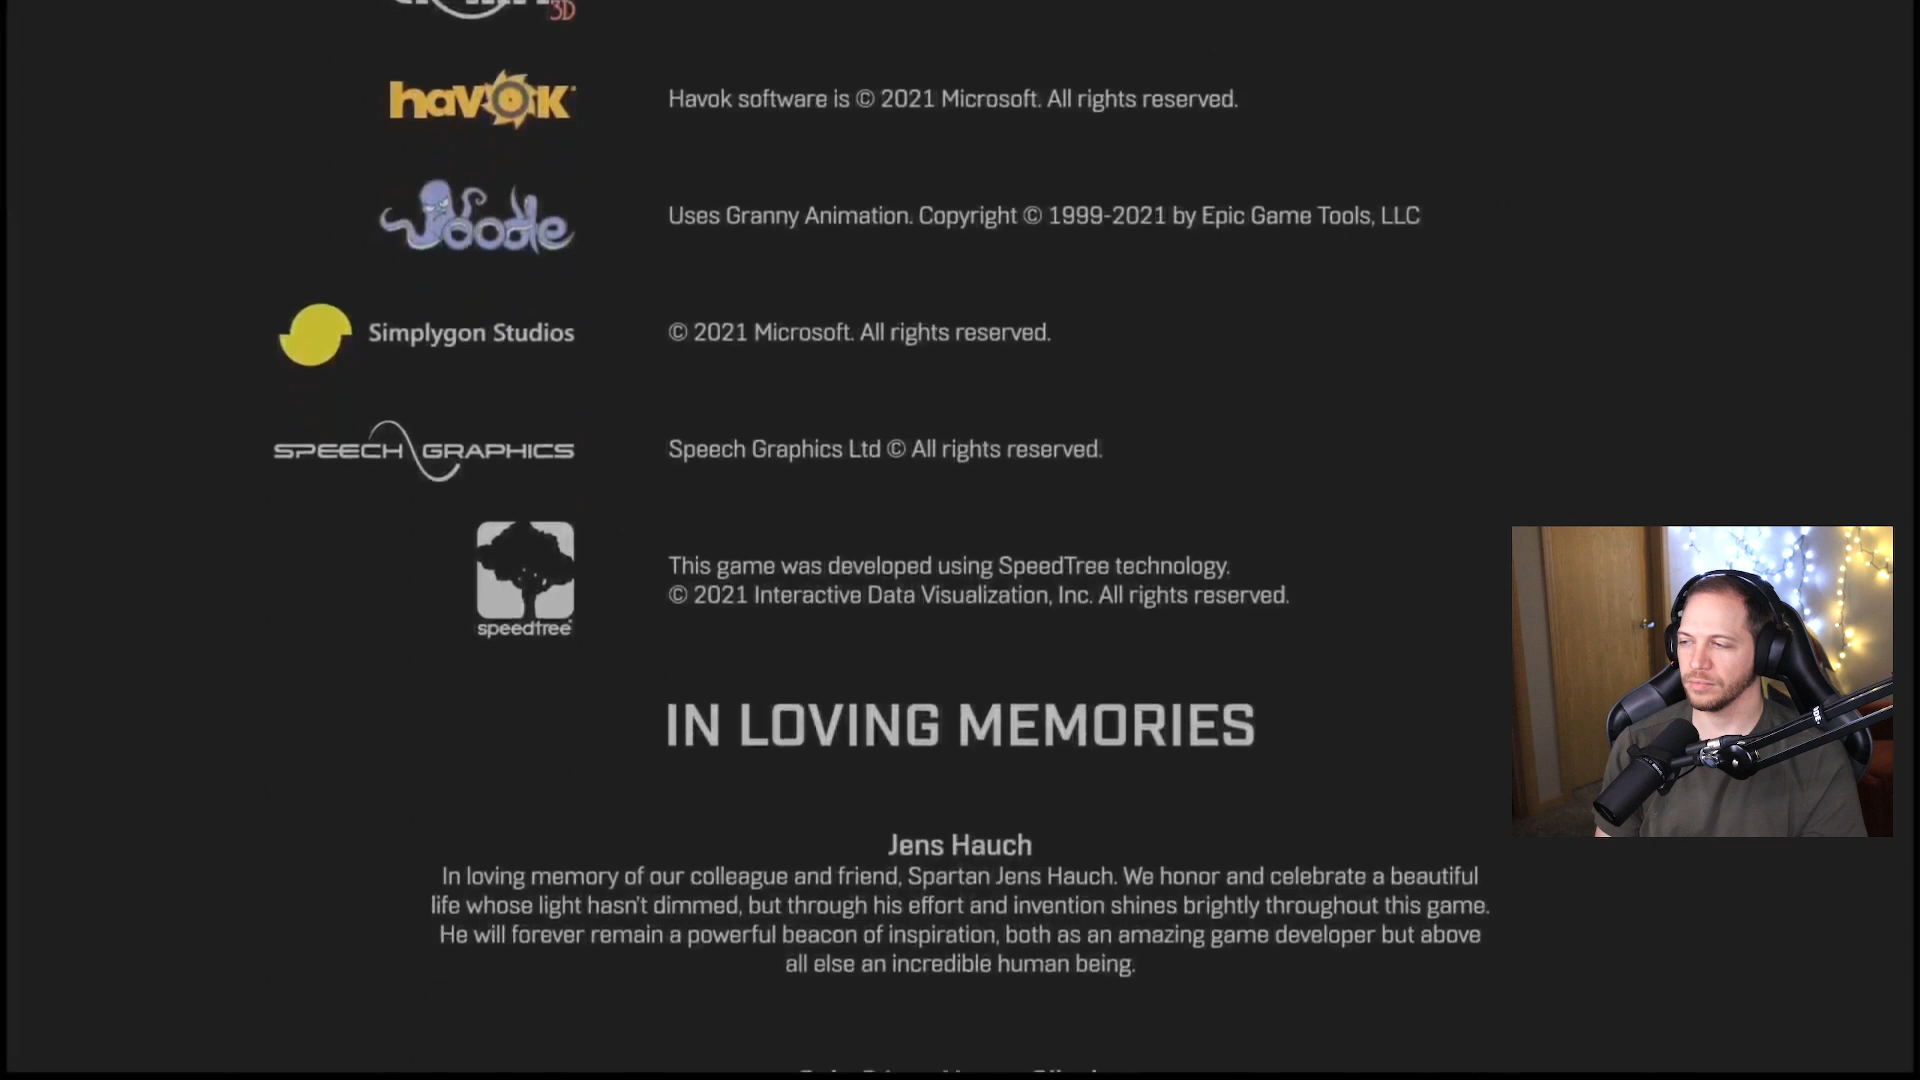 3D
havok
Havok software is © 2021 Microsoft. All rights reserved.
oodle
Uses Granny Animation. Copyright © 1999-2021 by Epic Game Tools, LLC
Simplygon Studios
© 2021 Microsoft. All rights reserved.
SPEECH GRAPHICS
Speech Graphics Ltd © All rights reserved.
speedtree
This game was developed using SpeedTree technology.
© 2021 Interactive Data Visualization, Inc. All rights reserved.
IN LOVING MEMORIES
Jens Hauch
In loving memory of our colleague and friend, Spartan Jens Hauch. We honor and celebrate a beautiful
life whose light hasn't dimmed, but through his effort and invention shines brightly throughout this game.
He will forever remain a powerful beacon of inspiration, both as an amazing game developer but above
all else an incredible human being.